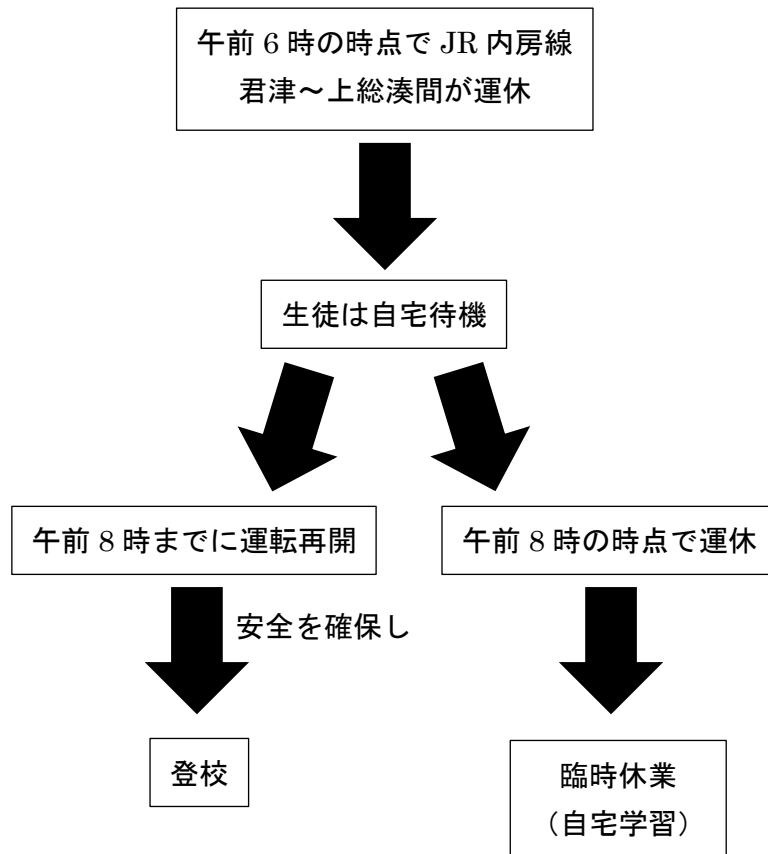 午前 6 時の時点で JR 内房線
君津～上総湊間が運休
生徒は自宅待機
午前 8 時までに運転再開
午前 8 時の時点で運休
安全を確保し
登校
臨時休業
（自宅学習）